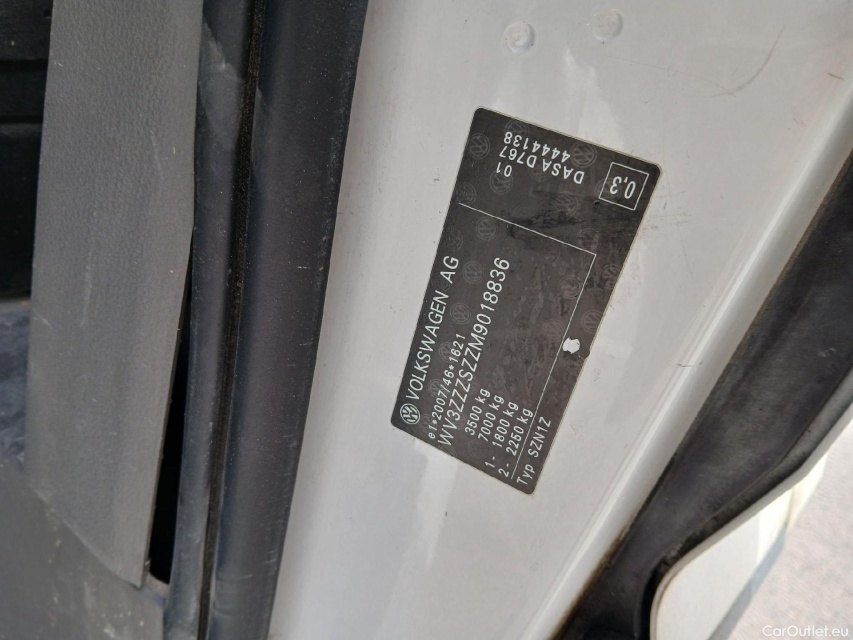 VOLKSWAGEN AG
e1*2007/46*1621
WV3ZZZSZZM9018836
3500 kg
7000 kg
1- 1800 kg
2- 2250 kg
Typ SZN1Z
01
DASA D767
4444138
0,3
CarOutlet.eu